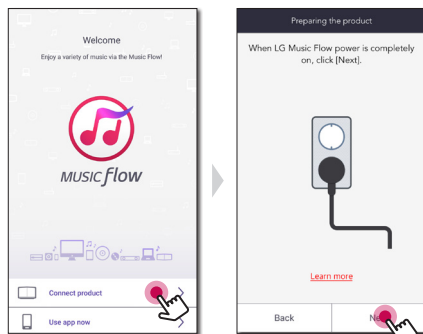 Welcome
Enjoy a variety of music via the Music Flow!
MUSIC flow
Connect product
Use app now
Preparing the product
When LG Music Flow power is completely
on, click [Next].
Learn more
Back